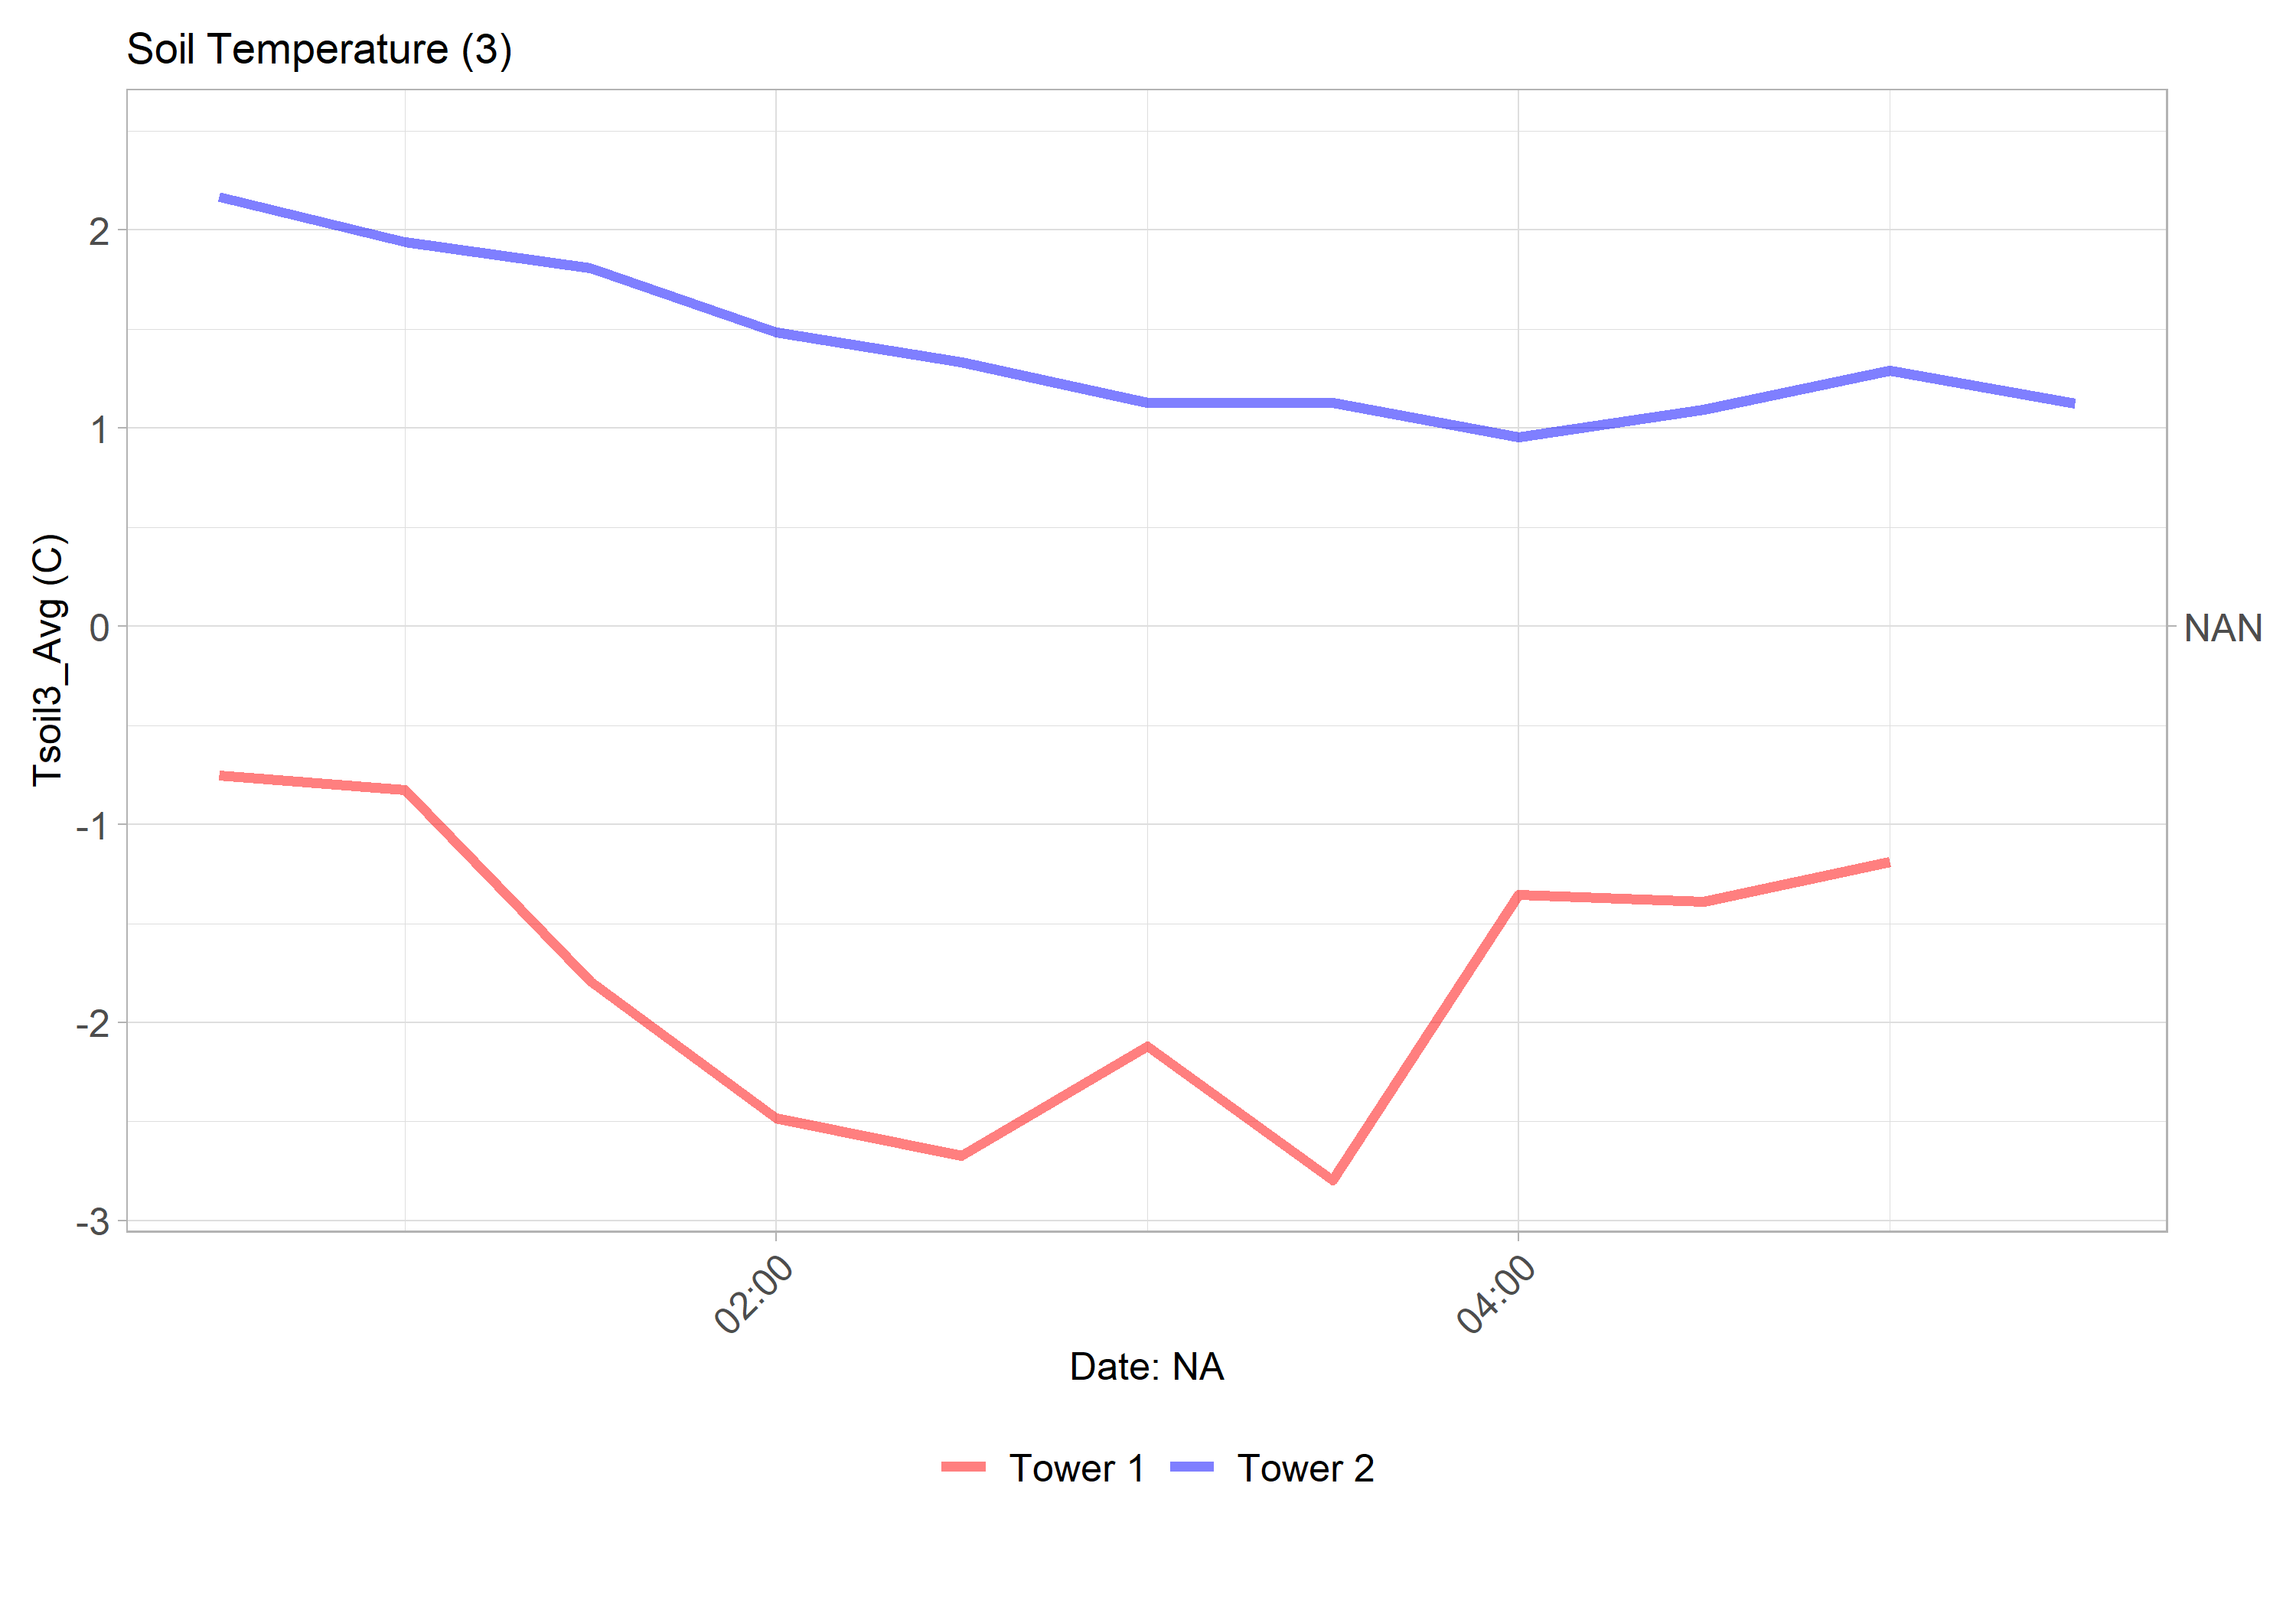 Soil Temperature (3)
Tsoil3_Avg (C)
2
1
0
-1
-2
-3
NAN
02:00
04:00
Date: NA
Tower 1
Tower 2